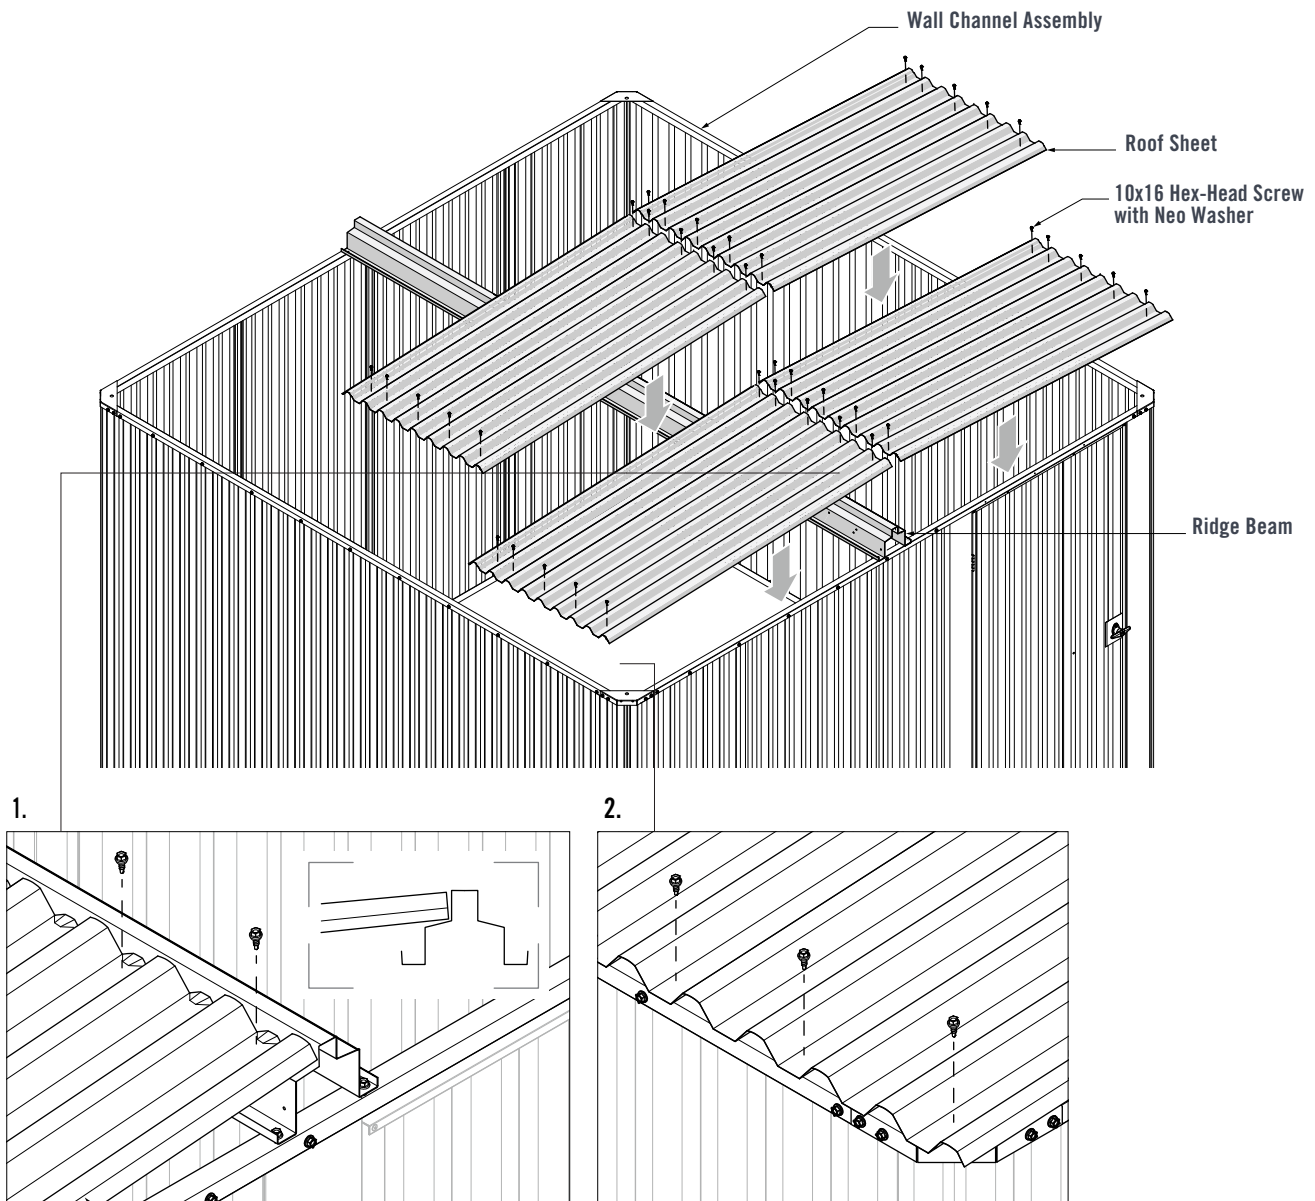 Wall Channel Assembly
Roof Sheet
10x16 Hex-Head Screw
with Neo Washer
Ridge Beam
1.
2.